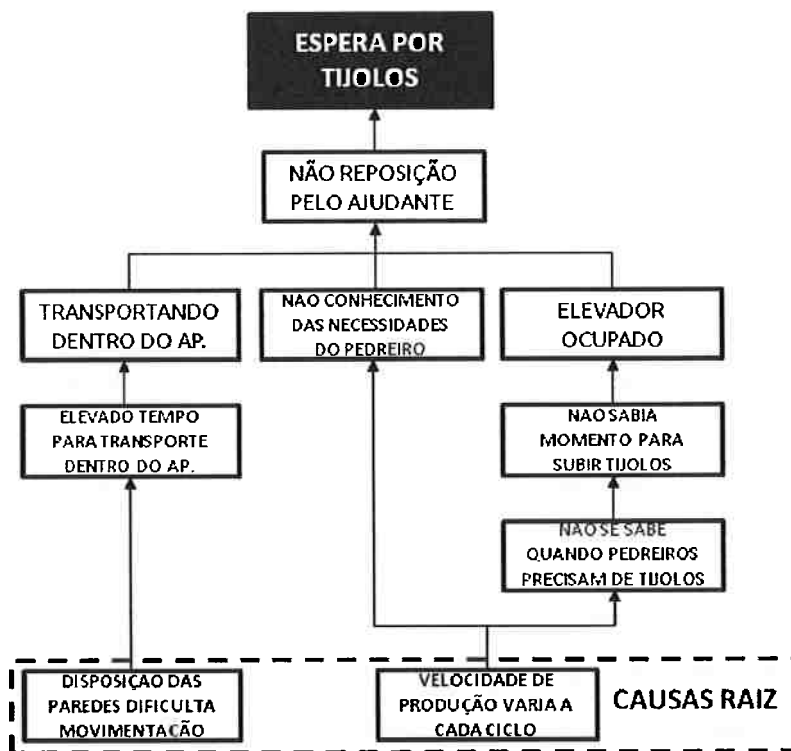 ESPERA POR
TIJOLOS
NÃO REPOSIÇÃO
PELO AJUDANTE
TRANSPORTANDO
DENTRO DO AP.
NAO CONHECIMENTO
DAS NECESSIDADES
DO PEDREIRO
ELEVADOR
OCUPADO
ELEVADO TEMPO
PARA TRANSPORTE
DENTRO DO AP.
NAO SABIA
MOMENTO PARA
SUBIR TIJOLOS
NAO SE SABE
QUANDO PEDREIROS
PRECISAM DE TIJOLOS
DISPOSIÇAO DAS
PAREDES DIFICULTA
MOVIMENTAÇÃO
VELOCIDADE DE
PRODUÇÃO VARIA A
CADA CICLO
CAUSAS RAIZ